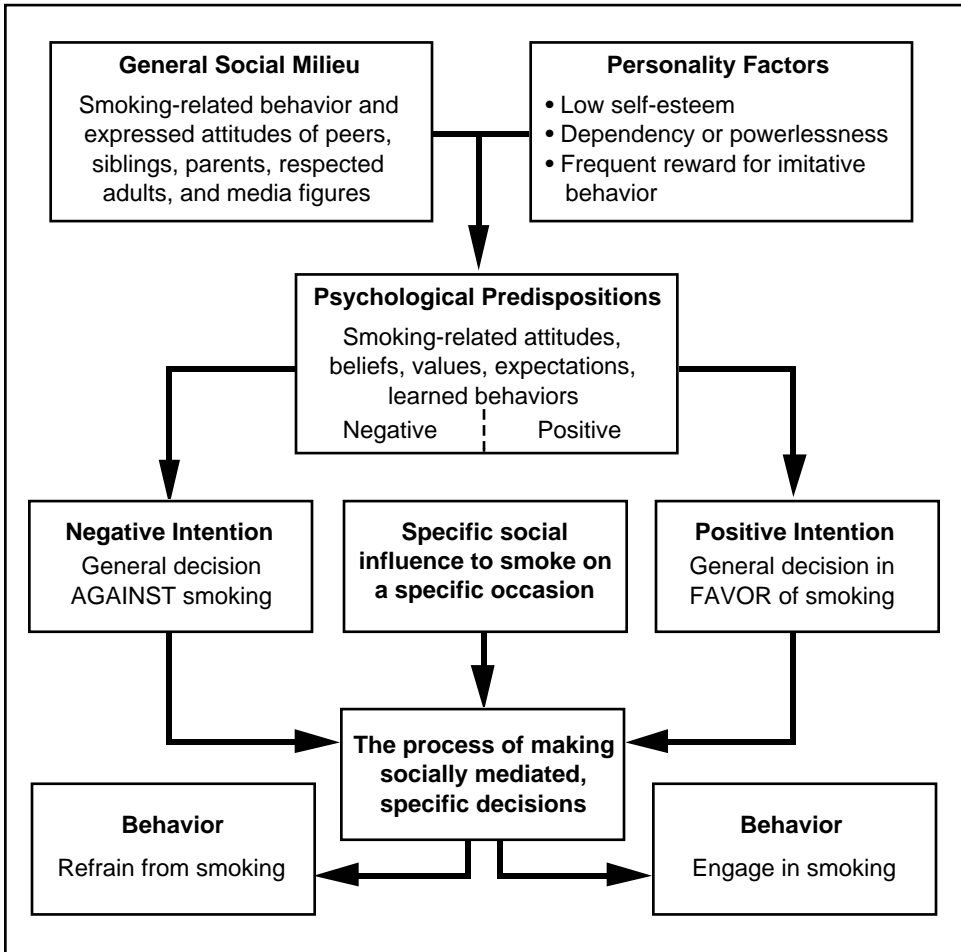 General Social Milieu
Smoking-related behavior and
expressed attitudes of peers,
siblings, parents, respected
adults, and media figures
Personality Factors
• Low self-esteem
• Dependency or powerlessness
• Frequent reward for imitative
behavior
Psychological Predispositions
Smoking-related attitudes,
beliefs, values, expectations,
learned behaviors
Negative
Positive
Negative Intention
General decision
AGAINST smoking
Specific social
influence to smoke on
a specific occasion
Positive Intention
General decision in
FAVOR of smoking
The process of making
socially mediated,
specific decisions
Behavior
Refrain from smoking
Behavior
Engage in smoking